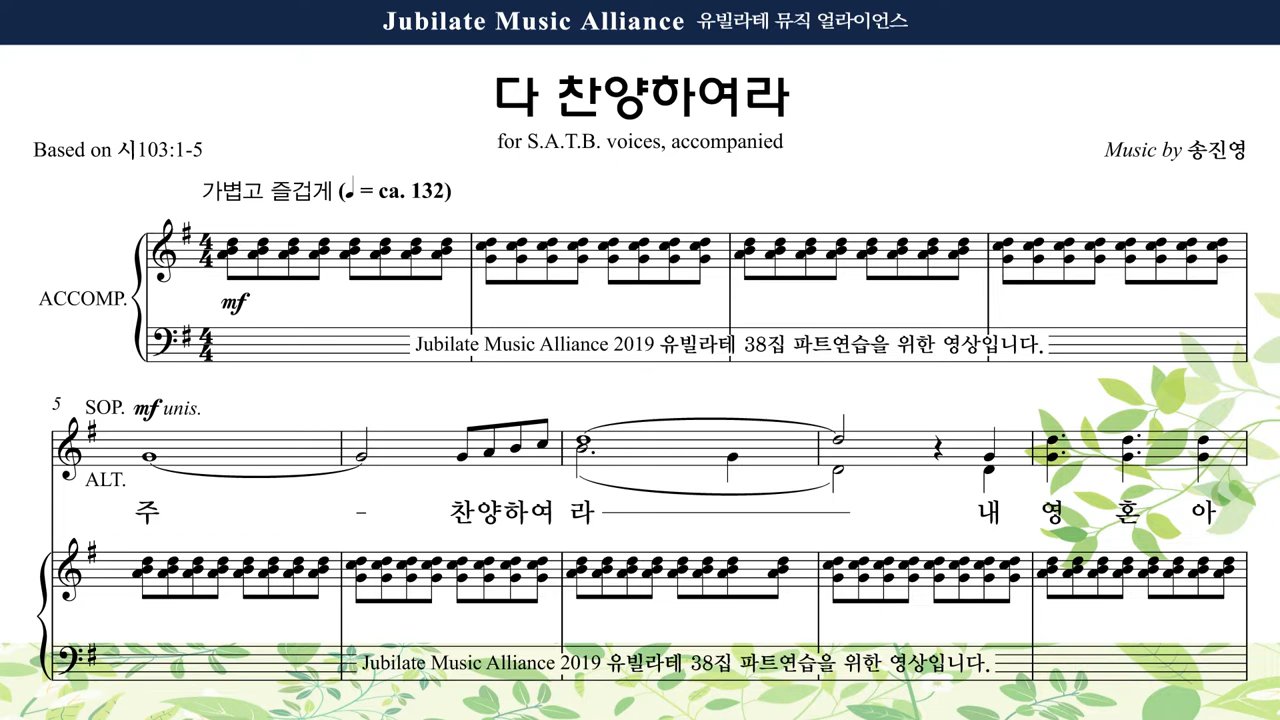 Jubilate Music Alliance 유빌라테 뮤직 얼라이언스
다 찬양하여라
for S.A.T.B. voices, accompanied
Based on 시103:1-5
Music by 송진영
가볍고 즐겁게 (♩ = ca. 132)
4 4
ACCOMP.
mf
4 4
Jubilate Music Alliance 2019 유빌라테 38집 파트연습을 위한 영상입니다.
5
SOP. mf unis.
ALT.
주 - 찬양하여 라 내 영 혼 아
Jubilate Music Alliance 2019 유빌라테 38집 파트연습을 위한 영상입니다.